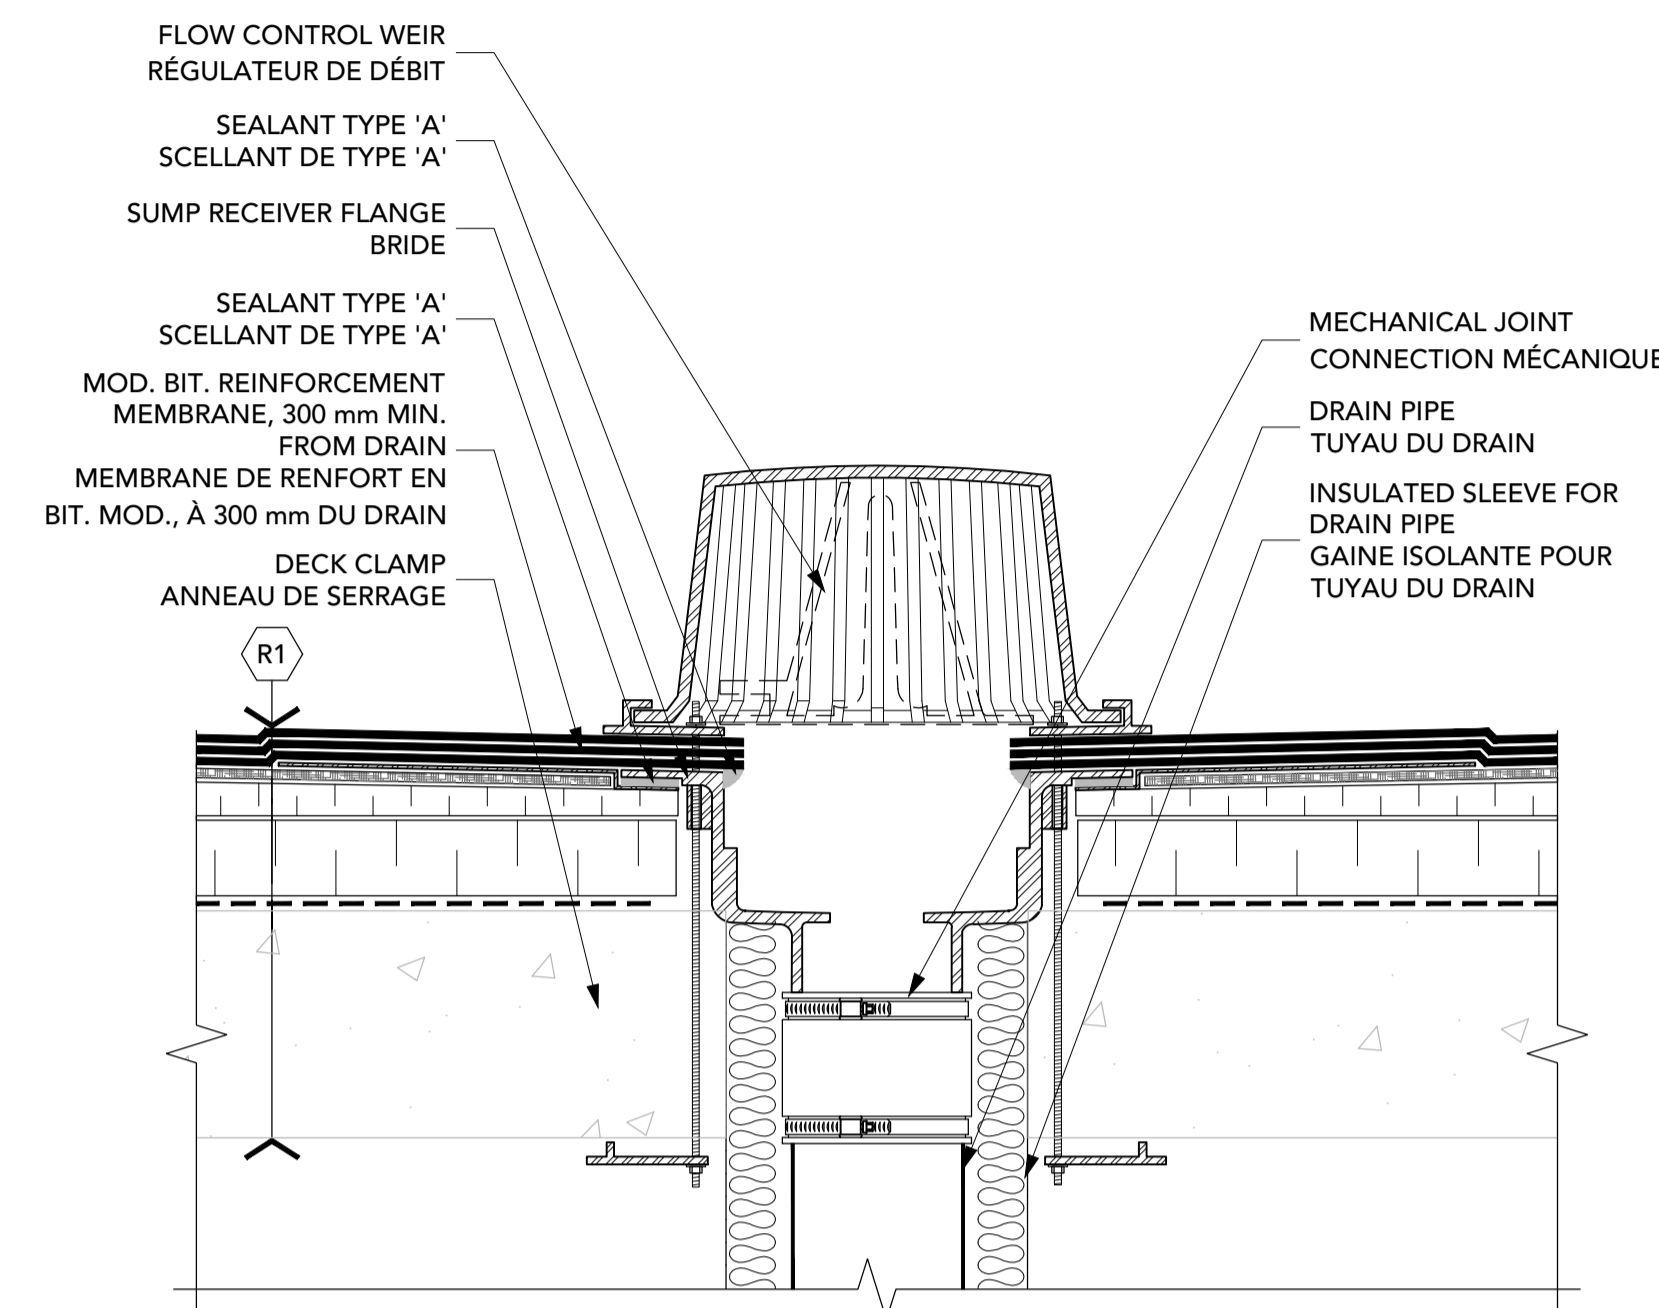 FLOW CONTROL WEIR
RÉGULATEUR DE DÉBIT
SEALANT TYPE 'A'
SCELLANT DE TYPE 'A'
SUMP RECEIVER FLANGE
BRIDE
SEALANT TYPE 'A'
SCELLANT DE TYPE 'A'
MOD. BIT. REINFORCEMENT
MEMBRANE, 300 mm MIN.
FROM DRAIN
MEMBRANE DE RENFORT EN
BIT. MOD., À 300 mm DU DRAIN
DECK CLAMP
ANNEAU DE SERRAGE
R1
MECHANICAL JOINT
CONNECTION MÉCANIQUE
DRAIN PIPE
TUYAU DU DRAIN
INSULATED SLEEVE FOR
DRAIN PIPE
GAINE ISOLANTE POUR
TUYAU DU DRAIN